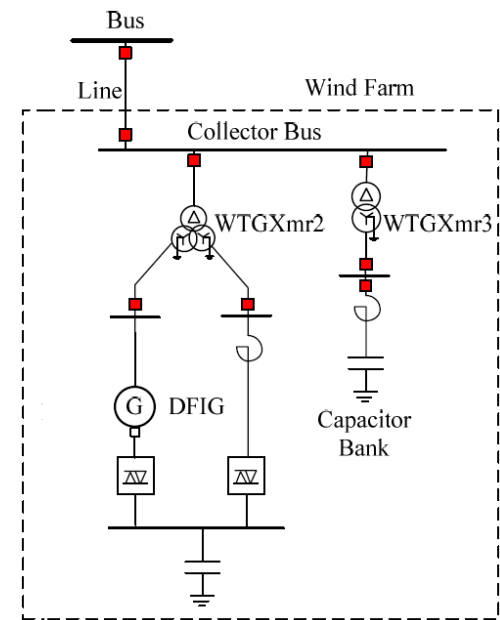 Bus
Line
Wind Farm
Collector Bus
WTGXmr2
WTGXmr3
G
DFIG
Capacitor
Bank